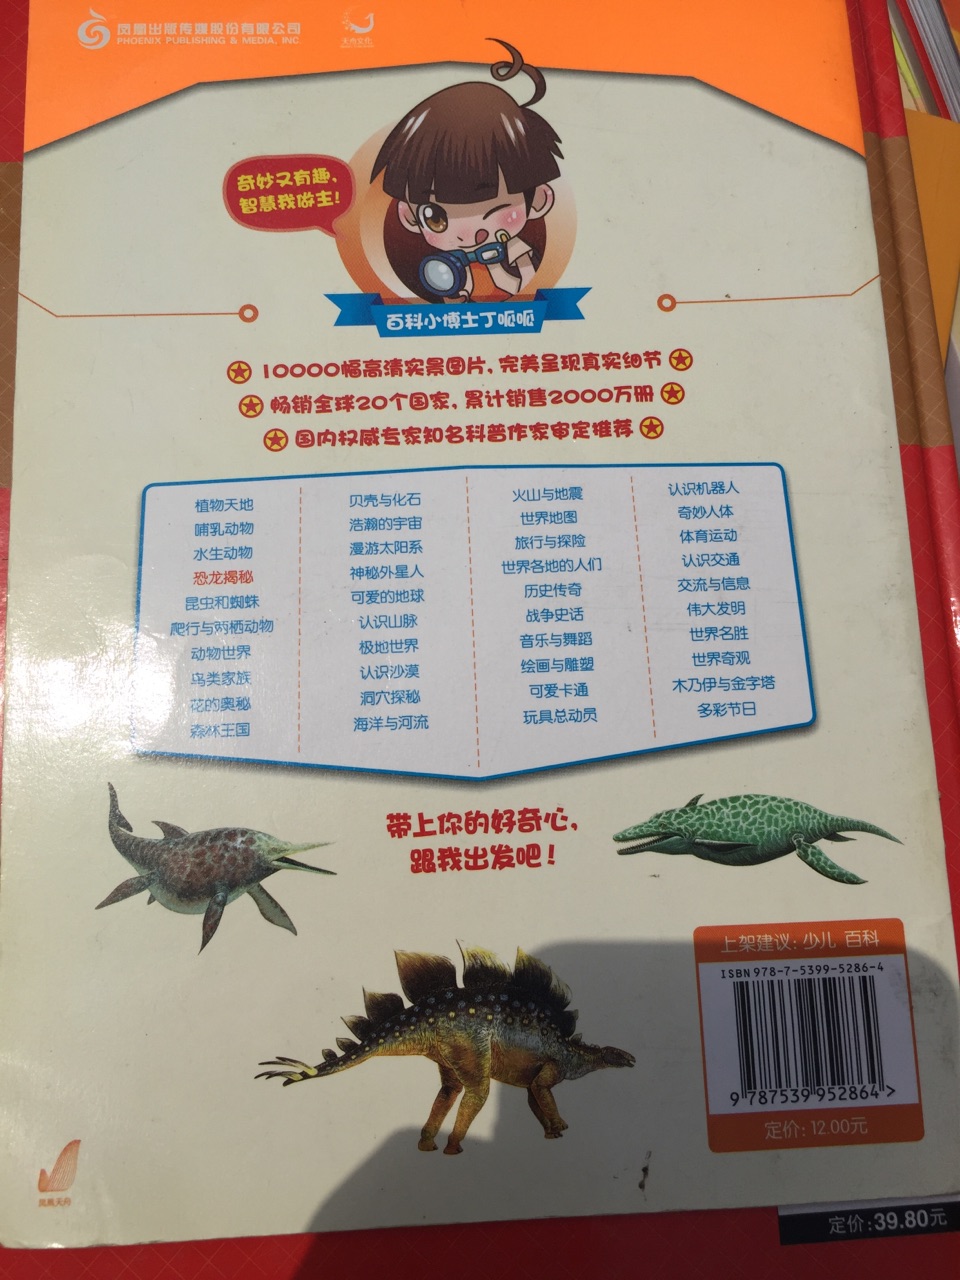 凤凰出版传媒股份有限公司
PHOENIX PUBLISHING & MEDIA, INC.
奇妙又有趣,
智慧我做主!
百科小博士丁呱呱
10000幅高清实景图片,完美呈现真实细节
畅销全球20个国家,累计销售2000万册
国内权威专家知名科普作家审定推荐
植物天地
哺乳动物
水生动物
恐龙揭秘
昆虫和蜘蛛
爬行与两栖动物
动物世界
鸟类家族
花的奥秘
森林王国
贝壳与化石
浩瀚的宇宙
漫游太阳系
神秘外星人
可爱的地球
认识山脉
极地世界
认识沙漠
洞穴探秘
海洋与河流
火山与地震
世界地图
旅行与探险
世界各地的人们
历史传奇
战争史话
音乐与舞蹈
绘画与雕塑
可爱卡通
玩具总动员
认识机器人
奇妙人体
体育运动
认识交通
交流与信息
伟大发明
世界名胜
世界奇观
木乃伊与金字塔
多彩节日
带上你的好奇心,
跟我出发吧!
上架建议: 少儿 百科
ISBN 978-7-5399-5286-4
9 787539 952864 >
定价: 12.00元
凤凰天舟
定价: 39.80元